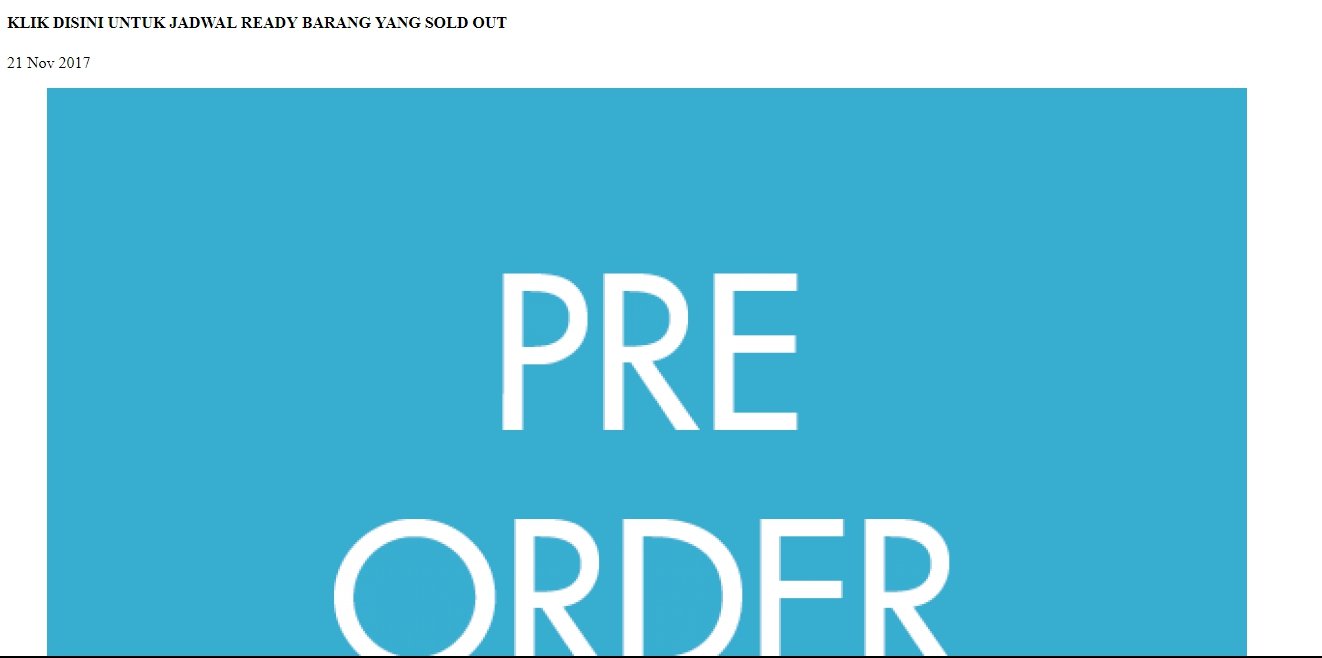 KLIK DISINI UNTUK JADWAL READY BARANG YANG SOLD OUT
21 Nov 2017
PRE
ORDER